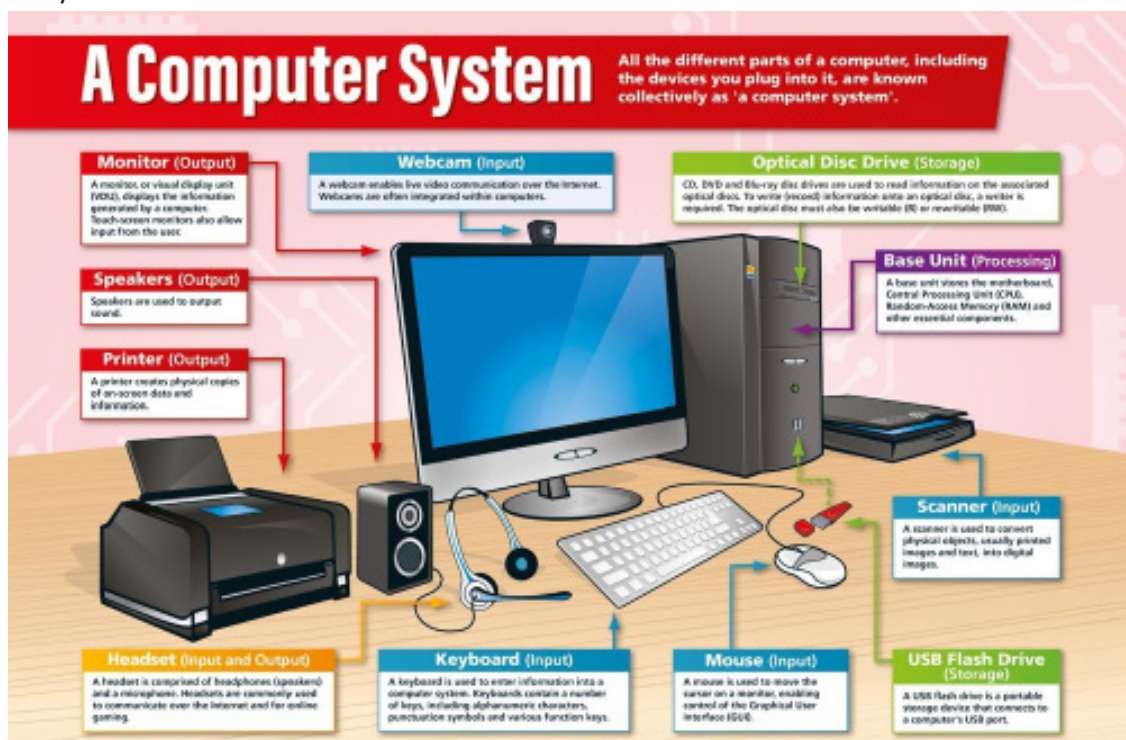 A Computer System
All the different parts of a computer, including
the devices you plug into it, are known
collectively as 'a computer system'.
Monitor (Output)
A monitor, or visual display unit
(VDU), displays the information
generated by a computer.
Touch-screen monitors also allow
input from the user.
Webcam (Input)
A webcam enables live video communication over the Internet.
Webcams are often integrated within computers.
Optical Disc Drive (Storage)
CD, DVD and Blu-ray disc drives are used to read information on the associated
optical discs. To write (record) information onto an optical disc, a writer is
required. The optical disc must also be writable (R) or rewritable (RW).
Base Unit (Processing)
A base unit stores the motherboard,
Central Processing Unit (CPU),
Random-Access Memory (RAM) and
other essential components.
Speakers (Output)
Speakers are used to output
sound.
Printer (Output)
A printer creates physical copies
of on-screen data and
information.
Scanner (Input)
A scanner is used to convert
physical objects, usually printed
images and text, into digital
images.
Headset (Input and Output)
A headset is comprised of headphones (speakers)
and a microphone. Headsets are commonly used
to communicate over the Internet and for online
gaming.
Keyboard (Input)
A keyboard is used to enter information into a
computer system. Keyboards contain a number
of keys, including alphanumeric characters,
punctuation symbols and various function keys.
Mouse (Input)
A mouse is used to move the
cursor on a monitor, enabling
control of the Graphical User
Interface (GUI).
USB Flash Drive
(Storage)
A USB flash drive is a portable
storage device that connects to
a computer's USB port.